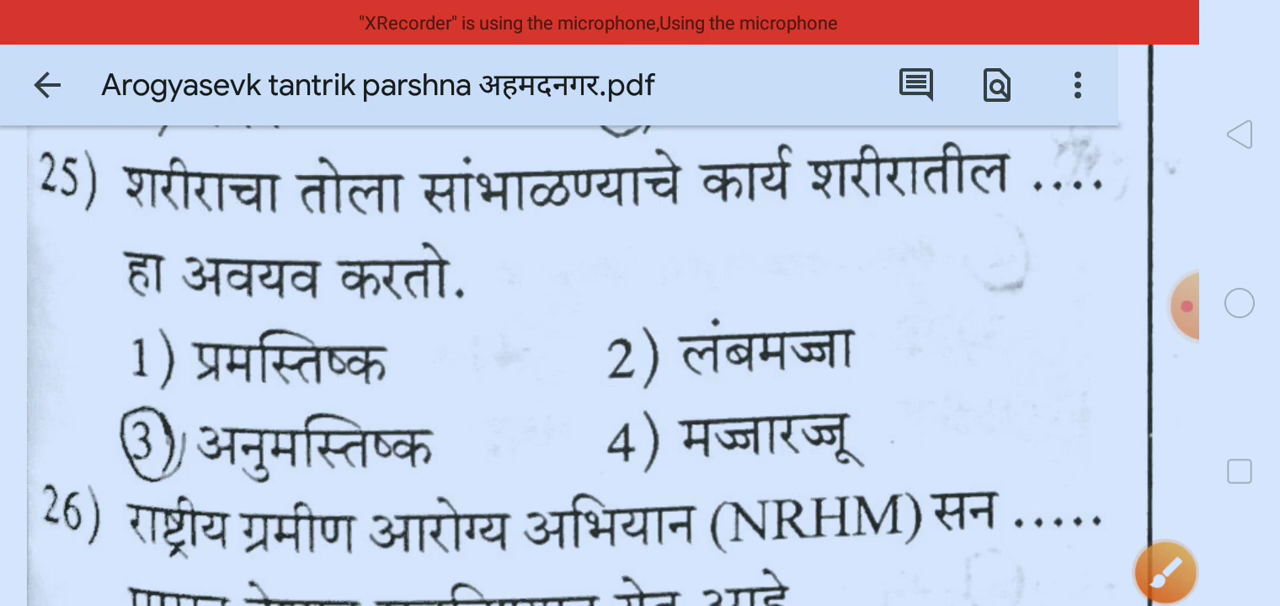 "XRecorder" is using the microphone,Using the microphone
Arogyasevk tantrik parshna अहमदनगर.pdf
25) शरीराचा तोला सांभाळण्याचे कार्य शरीरातील ....
हा अवयव करतो.
1) प्रमस्तिष्क 2) लंबमज्जा
3) अनुमस्तिष्क 4) मज्जारज्जू
26) राष्ट्रीय ग्रमीण आरोग्य अभियान (NRHM) सन .....